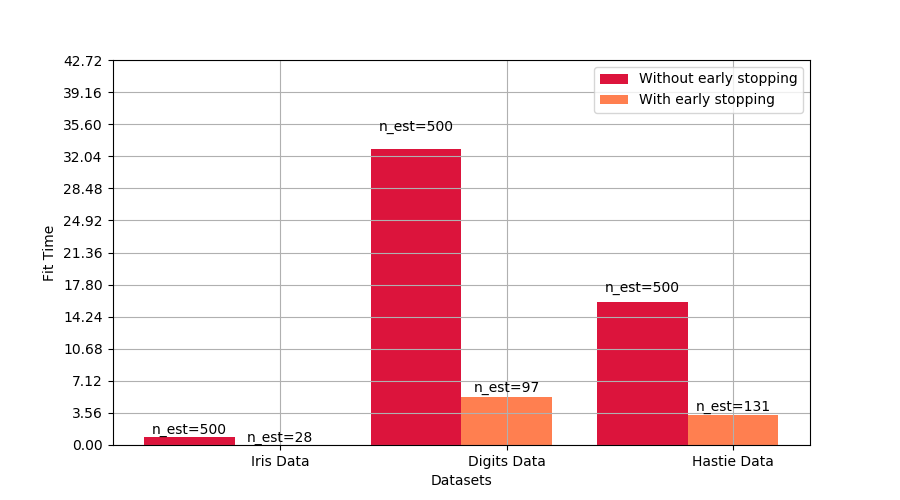 42.72
39.16
35.60
32.04
28.48
24.92
21.36
17.80
14.24
10.68
7.12
3.56
0.00
Fit Time
Without early stopping
With early stopping
n_est=500
n_est=28
n_est=500
n_est=97
n_est=500
n_est=131
Iris Data
Digits Data
Hastie Data
Datasets